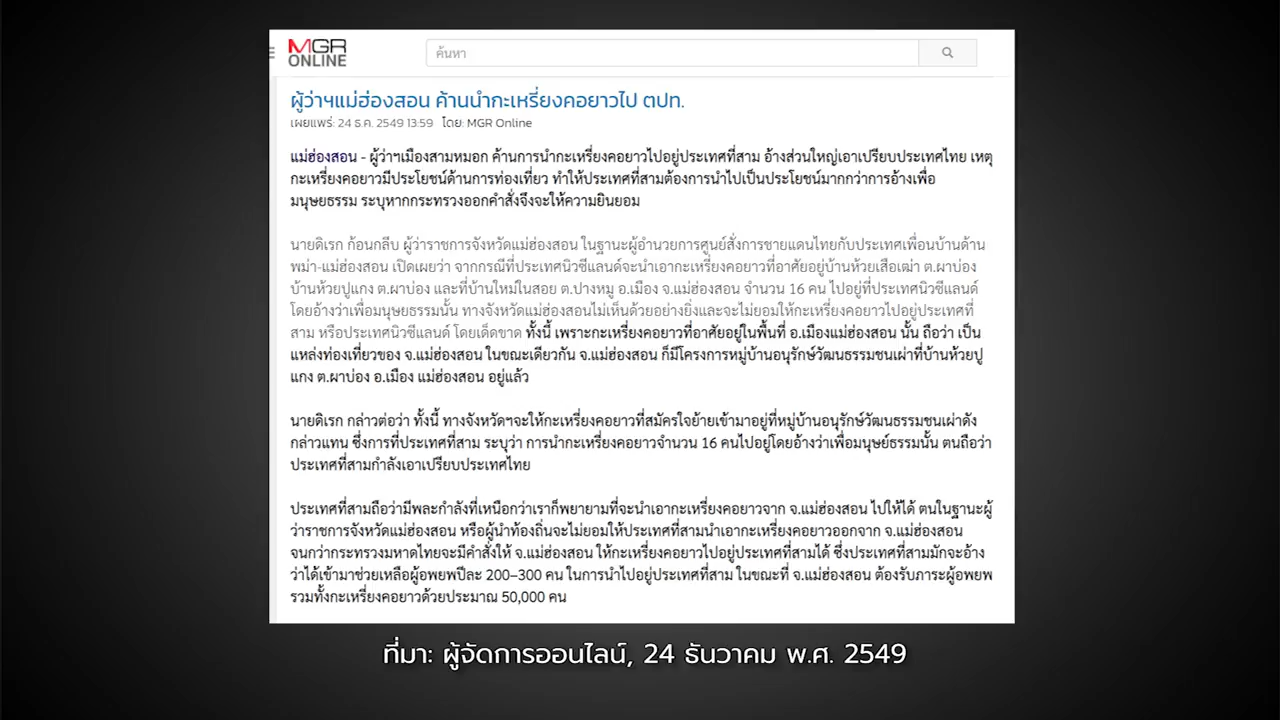 MGR
ONLINE
ค้นหา
ผู้ว่าฯแม่ฮ่องสอน ค้านนำกะเหรี่ยงคอยาวไป ตปท.
เผยแพร่: 24 ธ.ค. 2549 13:59 โดย: MGR Online
แม่ฮ่องสอน - ผู้ว่าฯเมืองสามหมอก ค้านการนำกะเหรี่ยงคอยาวไปอยู่ประเทศที่สาม อ้างส่วนใหญ่เอาเปรียบประเทศไทย เหตุ
กะเหรี่ยงคอยาวมีประโยชน์ด้านการท่องเที่ยว ทำให้ประเทศที่สามต้องการนำไปเป็นประโยชน์มากกว่าการอ้างเพื่อ
มนุษยธรรม ระบุหากกระทรวงออกคำสั่งจึงจะให้ความยินยอม
นายดิเรก ก้อนกลีบ ผู้ว่าราชการจังหวัดแม่ฮ่องสอน ในฐานะผู้อำนวยการศูนย์สั่งการชายแดนไทยกับประเทศเพื่อนบ้านด้าน
พม่า-แม่ฮ่องสอน เปิดเผยว่า จากกรณีที่ประเทศนิวซีแลนด์จะนำเอากะเหรี่ยงคอยาวที่อาศัยอยู่บ้านห้วยเสือเฒ่า ต.ผาบ่อง
บ้านห้วยปูแกง ต.ผาบ่อง และที่บ้านใหม่ในสอย ต.ปางหมู อ.เมือง จ.แม่ฮ่องสอน จำนวน 16 คน ไปอยู่ที่ประเทศนิวซีแลนด์
โดยอ้างว่าเพื่อมนุษยธรรมนั้น ทางจังหวัดแม่ฮ่องสอนไม่เห็นด้วยอย่างยิ่งและจะไม่ยอมให้กะเหรี่ยงคอยาวไปอยู่ประเทศที่
สาม หรือประเทศนิวซีแลนด์ โดยเด็ดขาด ทั้งนี้ เพราะกะเหรี่ยงคอยาวที่อาศัยอยู่ในพื้นที่ อ.เมืองแม่ฮ่องสอน นั้น ถือว่า เป็น
แหล่งท่องเที่ยวของ จ.แม่ฮ่องสอน ในขณะเดียวกัน จ.แม่ฮ่องสอน ก็มีโครงการหมู่บ้านอนุรักษ์วัฒนธรรมชนเผ่าที่บ้านห้วยปู
แกง ต.ผาบ่อง อ.เมือง แม่ฮ่องสอน อยู่แล้ว
นายดิเรก กล่าวต่อว่า ทั้งนี้ ทางจังหวัดฯจะให้กะเหรี่ยงคอยาวที่สมัครใจย้ายเข้ามาอยู่ที่หมู่บ้านอนุรักษ์วัฒนธรรมชนเผ่าดัง
กล่าวแทน ซึ่งการที่ประเทศที่สาม ระบุว่า การนำกะเหรี่ยงคอยาวจำนวน 16 คนไปอยู่โดยอ้างว่าเพื่อมนุษย์ธรรมนั้น ตนถือว่า
ประเทศที่สามกำลังเอาเปรียบประเทศไทย
ประเทศที่สามถือว่ามีพละกำลังที่เหนือกว่าเราก็พยายามที่จะนำเอากะเหรี่ยงคอยาวจาก จ.แม่ฮ่องสอน ไปให้ได้ ตนในฐานะผู้
ว่าราชการจังหวัดแม่ฮ่องสอน หรือผู้นำท้องถิ่นจะไม่ยอมให้ประเทศที่สามนำเอากะเหรี่ยงคอยาวออกจาก จ.แม่ฮ่องสอน
จนกว่ากระทรวงมหาดไทยจะมีคำสั่งให้ จ.แม่ฮ่องสอน ให้กะเหรี่ยงคอยาวไปอยู่ประเทศที่สามได้ ซึ่งประเทศที่สามมักจะอ้าง
ว่าได้เข้ามาช่วยเหลือผู้อพยพปีละ 200–300 คน ในการนำไปอยู่ประเทศที่สาม ในขณะที่ จ.แม่ฮ่องสอน ต้องรับภาระผู้อพยพ
รวมทั้งกะเหรี่ยงคอยาวด้วยประมาณ 50,000 คน
ที่มา: ผู้จัดการออนไลน์, 24 ธันวาคม พ.ศ. 2549